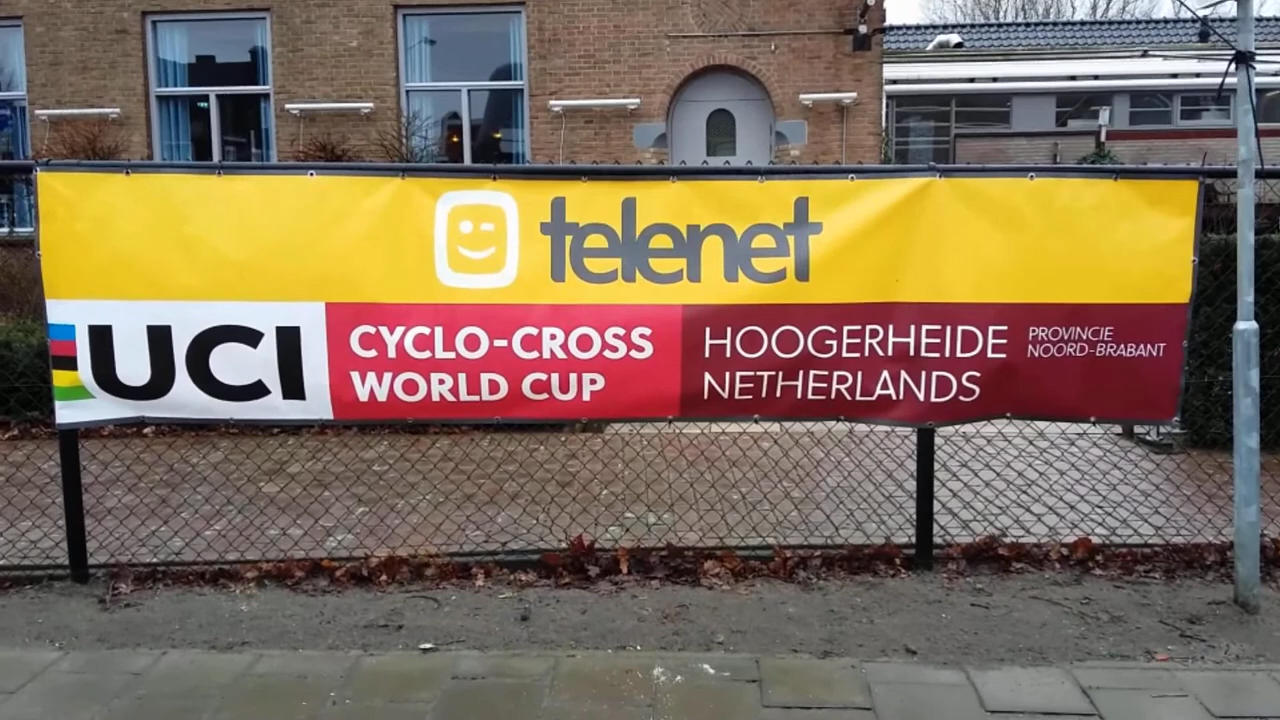 telenet
UCI
CYCLO-CROSS
WORLD CUP
HOOGERHEIDE
NETHERLANDS
PROVINCIE
NOORD-BRABANT